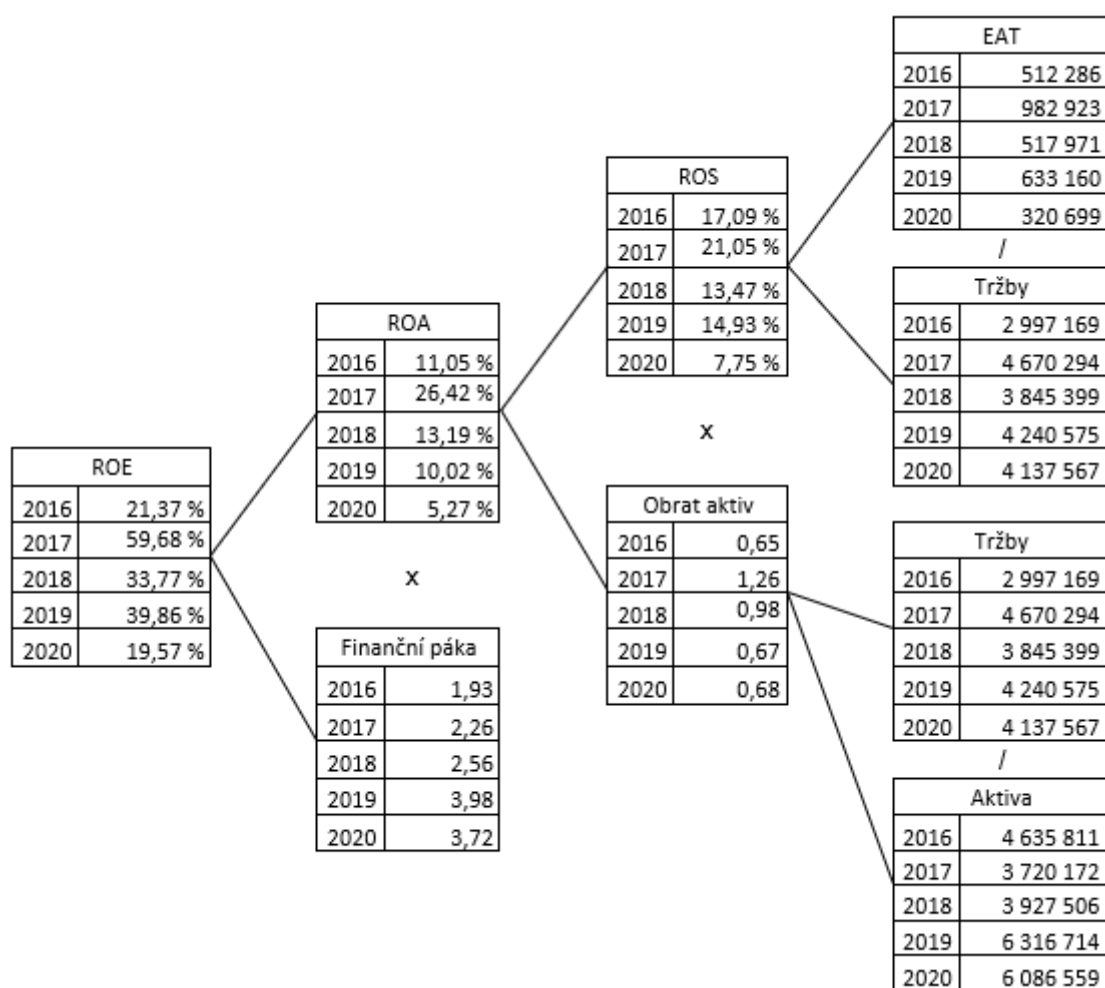 ROE
2016 21,37 %
2017 59,68 %
2018 33,77 %
2019 39,86 %
2020 19,57 %
ROA
2016 11,05 %
2017 26,42 %
2018 13,19 %
2019 10,02 %
2020 5,27 %
x
Finanční páka
2016 1,93
2017 2,26
2018 2,56
2019 3,98
2020 3,72
ROS
2016 17,09 %
2017 21,05 %
2018 13,47 %
2019 14,93 %
2020 7,75 %
x
Obrat aktiv
2016 0,65
2017 1,26
2018 0,98
2019 0,67
2020 0,68
EAT
2016 512 286
2017 982 923
2018 517 971
2019 633 160
2020 320 699
/
Tržby
2016 2 997 169
2017 4 670 294
2018 3 845 399
2019 4 240 575
2020 4 137 567
Tržby
2016 2 997 169
2017 4 670 294
2018 3 845 399
2019 4 240 575
2020 4 137 567
/
Aktiva
2016 4 635 811
2017 3 720 172
2018 3 927 506
2019 6 316 714
2020 6 086 559